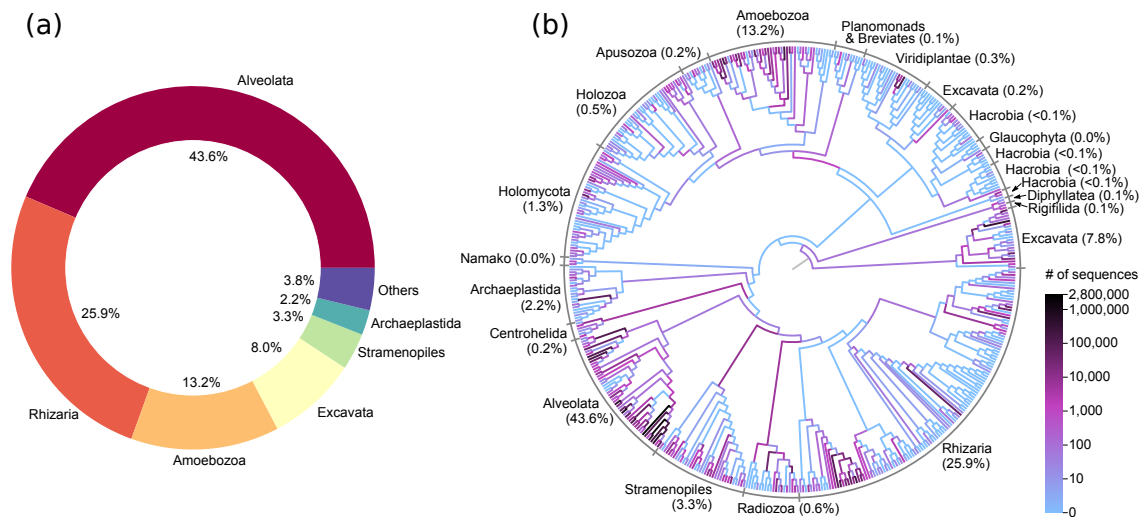 (a)
Alveolata
43.6%
25.9%
3.8%
2.2%
3.3%
8.0%
13.2%
Others
Archaeplastida
Stramenopiles
Excavata
Rhizaria
Amoebozoa
(b)
Amoebozoa
(13.2%)
Planomonads
& Breviates (0.1%)
Apusozoa (0.2%)
Viridiplantae (0.3%)
Holozoa
(0.5%)
Excavata
(0.2%)
Hacrobia (<0.1%)
Glaucophyta (0.0%)
Hacrobia (<0.1%)
Hacrobia (<0.1%)
Hacrobia (<0.1%)
Diphyllatea (0.1%)
Rigifilida (0.1%)
Holomycota
(1.3%)
Excavata (7.8%)
Namako (0.0%)
Archaeplastida
(2.2%)
Centrohelida
(0.2%)
Alveolata
(43.6%)
Stramenopiles
(3.3%)
Radiozoa (0.6%)
Rhizaria
(25.9%)
# of sequences
2,800,000
1,000,000
100,000
10,000
1,000
100
10
0